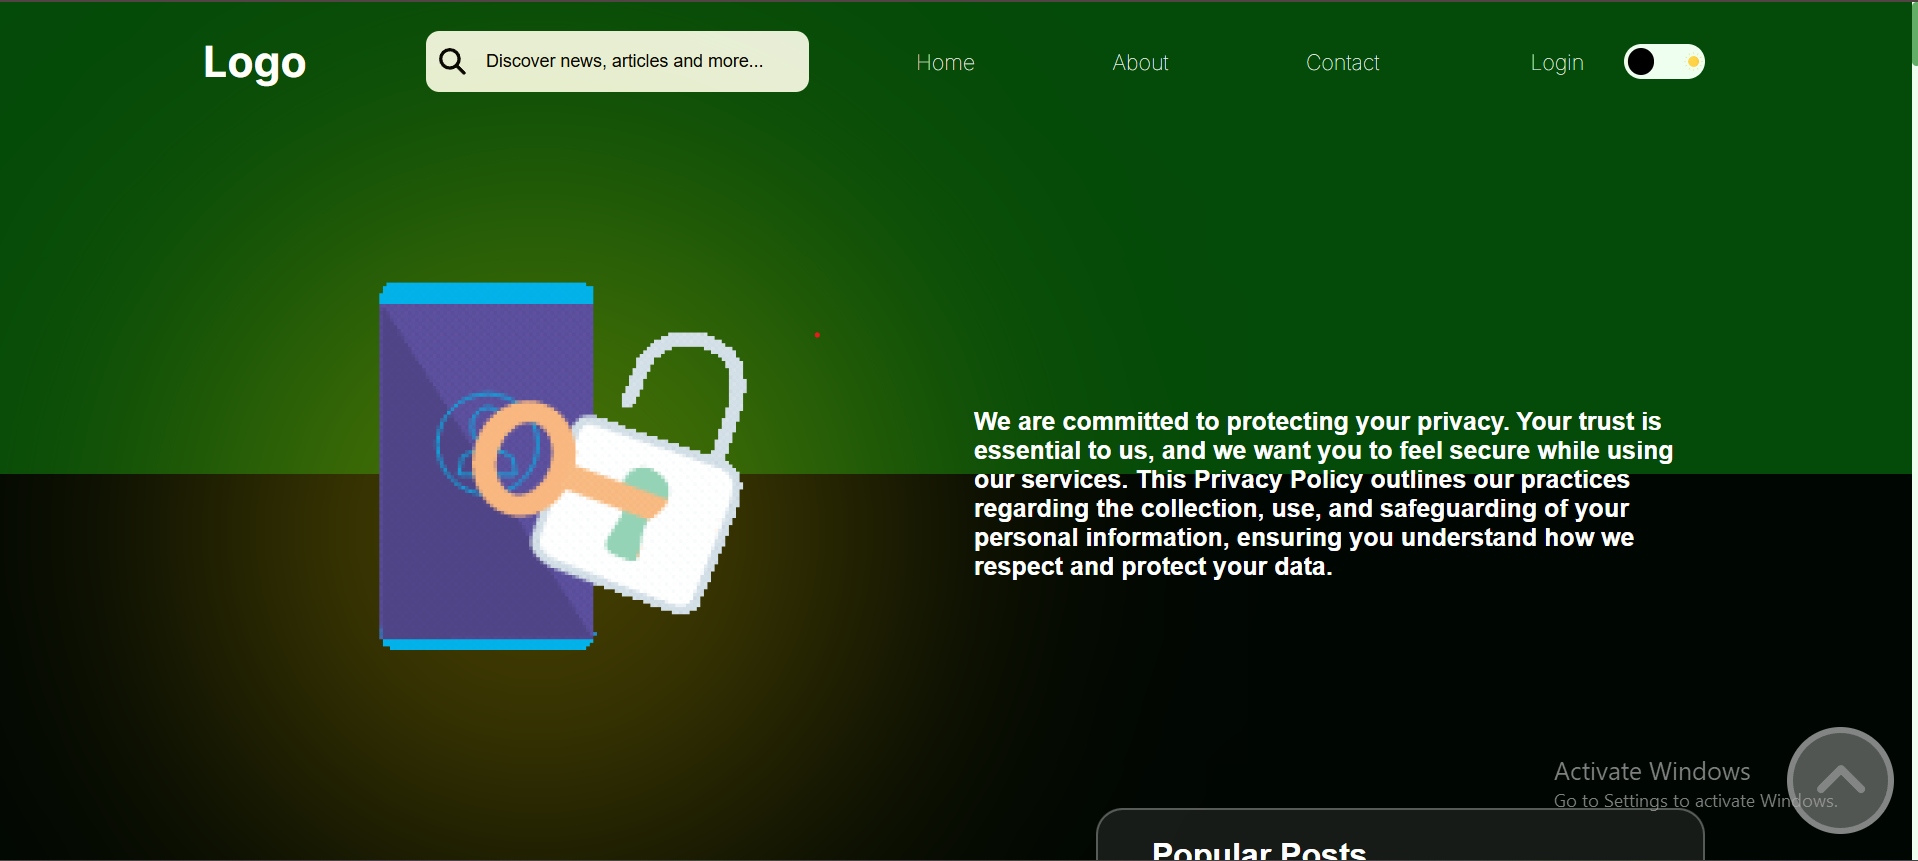 Logo
Discover news, articles and more...
Home
About
Contact
Login
We are committed to protecting your privacy. Your trust is
essential to us, and we want you to feel secure while using
our services. This Privacy Policy outlines our practices
regarding the collection, use, and safeguarding of your
personal information, ensuring you understand how we
respect and protect your data.
Activate Windows
Go to Settings to activate Windows.
Popular Posts